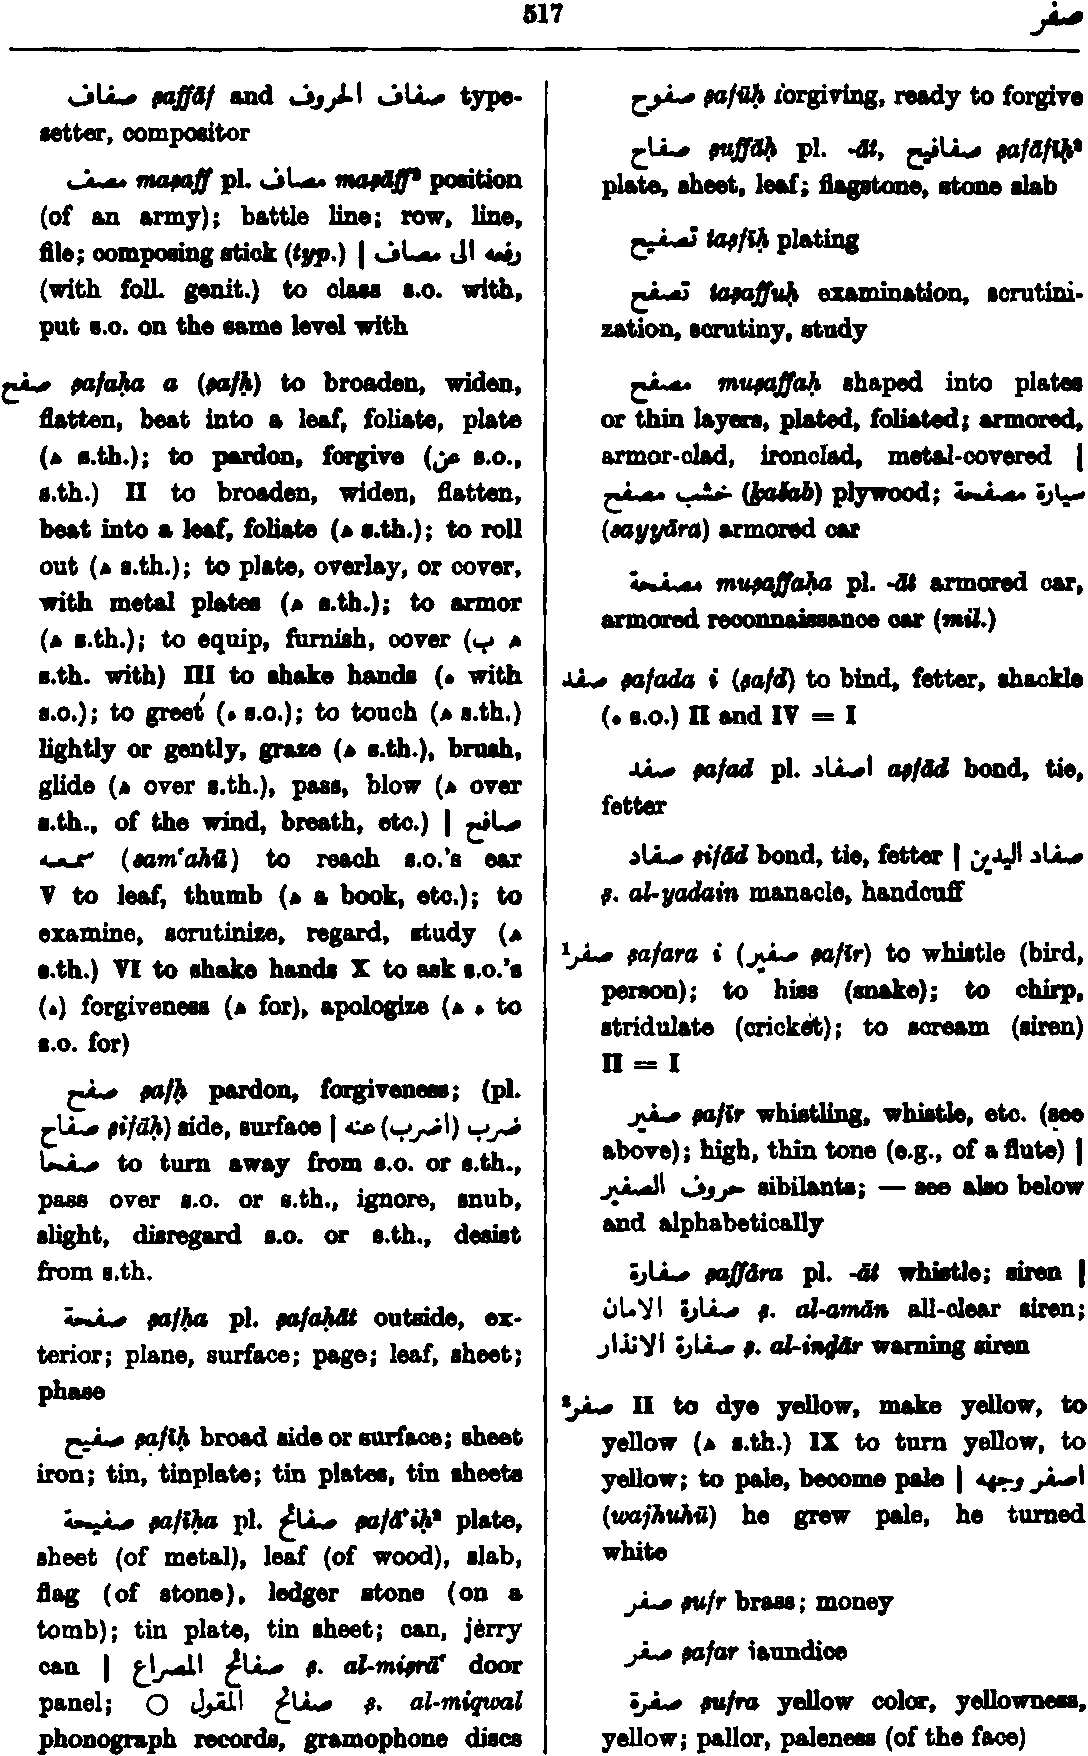 517
صفر
صفاف ṣaffāf and صفاف الحروف type-
setter, compositor
مصف maṣaff pl. مصاف maṣāff² position
(of an army); battle line; row, line,
file; composing stick (typ.) | رفعه الى مصاف
(with foll. genit.) to class s.o. with,
put s.o. on the same level with
صفح ṣafaḥa a (ṣafḥ) to broaden, widen,
flatten, beat into a leaf, foliate, plate
(ه s.th.); to pardon, forgive (عن s.o.,
s.th.) II to broaden, widen, flatten,
beat into a leaf, foliate (ه s.th.); to roll
out (ه s.th.); to plate, overlay, or cover,
with metal plates (ه s.th.); to armor
(ه s.th.); to equip, furnish, cover (ه ب
s.th. with) III to shake hands (ه with
s.o.); to greet (ه s.o.); to touch (ه s.th.)
lightly or gently, graze (ه s.th.), brush,
glide (ه over s.th.), pass, blow (ه over
s.th., of the wind, breath, etc.) | صافح
سمعه (sam‘ahū) to reach s.o.'s ear
V to leaf, thumb (ه a book, etc.); to
examine, scrutinize, regard, study (ه
s.th.) VI to shake hands X to ask s.o.'s
(ه) forgiveness (ه for), apologize (ه ه to
s.o. for)
صفح ṣafḥ pardon, forgiveness; (pl.
صفاح ṣifāḥ) side, surface | ضرب (اضرب) عنه
صفحا to turn away from s.o. or s.th.,
pass over s.o. or s.th., ignore, snub,
slight, disregard s.o. or s.th., desist
from s.th.
صفحة ṣafḥa pl. ṣafaḥāt outside, ex-
terior; plane, surface; page; leaf, sheet;
phase
صفيح ṣafīḥ broad side or surface; sheet
iron; tin, tinplate; tin plates, tin sheets
صفيحة ṣafīḥa pl. صفائح ṣafā’iḥ² plate,
sheet (of metal), leaf (of wood), slab,
flag (of stone), ledger stone (on a
tomb); tin plate, tin sheet; can, jerry
can | صفائح المصراع ṣ. al-miṣrā‘ door
panel; ○ صفائح المقول ṣ. al-miqwal
phonograph records, gramophone discs
صفوح ṣafūḥ forgiving, ready to forgive
صفاح ṣuffāḥ pl. -āt, صفافيح ṣafāfīḥ²
plate, sheet, leaf; flagstone, stone slab
تصفيح taṣfīḥ plating
تصفح taṣaffuḥ examination, scrutini-
zation, scrutiny, study
مصفح muṣaffaḥ shaped into plates
or thin layers, plated, foliated; armored,
armor-clad, ironclad, metal-covered |
خشب مصفح (ḵašab) plywood; سيارة مصفحة
(sayyāra) armored car
مصفحة muṣaffaḥa pl. -āt armored car,
armored reconnaissance car (mil.)
صفد ṣafada i (ṣafd) to bind, fetter, shackle
(ه s.o.) II and IV = I
صفد ṣafad pl. اصفاد aṣfād bond, tie,
fetter
صفاد ṣifād bond, tie, fetter | صفاد اليدين
ṣ. al-yadain manacle, handcuff
صفر¹ ṣafara i (صفير ṣafīr) to whistle (bird,
person); to hiss (snake); to chirp,
stridulate (cricket); to scream (siren)
II = I
صفير ṣafīr whistling, whistle, etc. (see
above); high, thin tone (e.g., of a flute) |
حروف الصفير sibilants; — see also below
and alphabetically
صفارة ṣaffāra pl. -āt whistle; siren |
صفارة الامان ṣ. al-amān all-clear siren;
صفارة الانذار ṣ. al-inḏār warning siren
صفر² II to dye yellow, make yellow, to
yellow (ه s.th.) IX to turn yellow, to
yellow; to pale, become pale | اصفر وجهه
(wajhuhū) he grew pale, he turned
white
صفر ṣufr brass; money
صفر ṣafar jaundice
صفرة ṣufra yellow color, yellowness,
yellow; pallor, paleness (of the face)